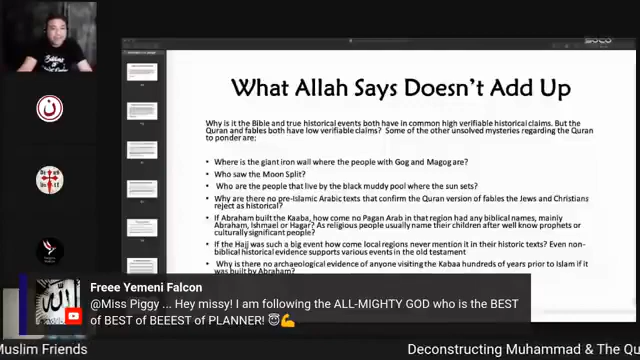 What Allah Says Doesn't Add Up
Why is it the Bible and true historical events both have in common high verifiable historical claims. But the
Quran and fables both have low verifiable claims? Some of the other unsolved mysteries regarding the Quran
to ponder are;
• Where is the giant iron wall where the people with Gog and Magog are?
• Who saw the Moon Split?
• Who are the people that live by the black muddy pool where the sun sets?
• Why are there no pre-Islamic Arabic texts that confirm the Quran version of fables the Jews and Christians
reject as historical?
• If Abraham built the Kaaba, how come no Pagan Arab in that region had any biblical names, mainly
Abraham, Ishmael or Hagar? As religious people usually name their children after well know prophets or
culturally significant people?
• If the Hajj was such a big event how come local regions never mention it in their historic texts? Even non-
biblical historical evidence supports various events in the old testament
• Why is there no archaeological evidence of anyone visiting the Kabaa hundreds of years prior to Islam if it
was built by Abraham?
ن
الله
Freee Yemeni Falcon
@Miss Piggy ... Hey missy! I am following the ALL-MIGHTY GOD who is the BEST
of BEST of BEEEST of PLANNER! 😇💪
Muslim Friends
Deconstructing Muhammad & The Qu